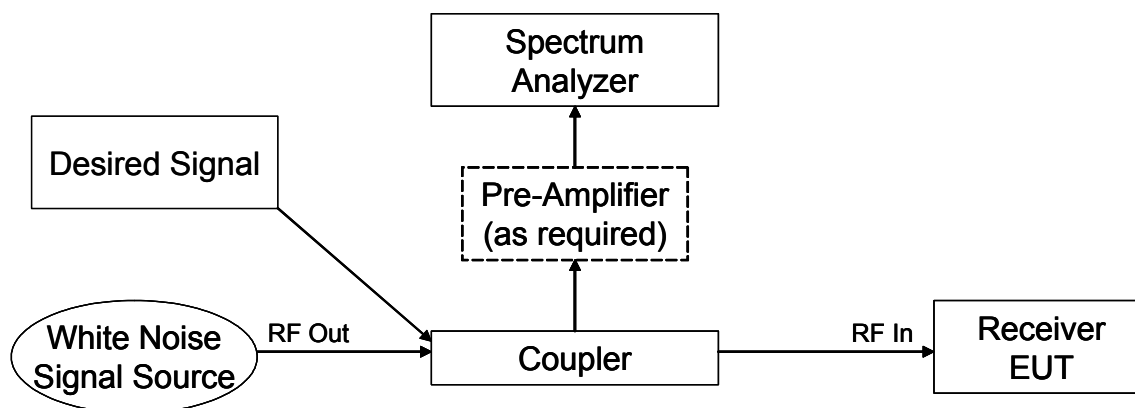 Spectrum
Analyzer
Desired Signal
Pre-Amplifier
(as required)
White Noise
Signal Source
RF Out
Coupler
RF In
Receiver
EUT